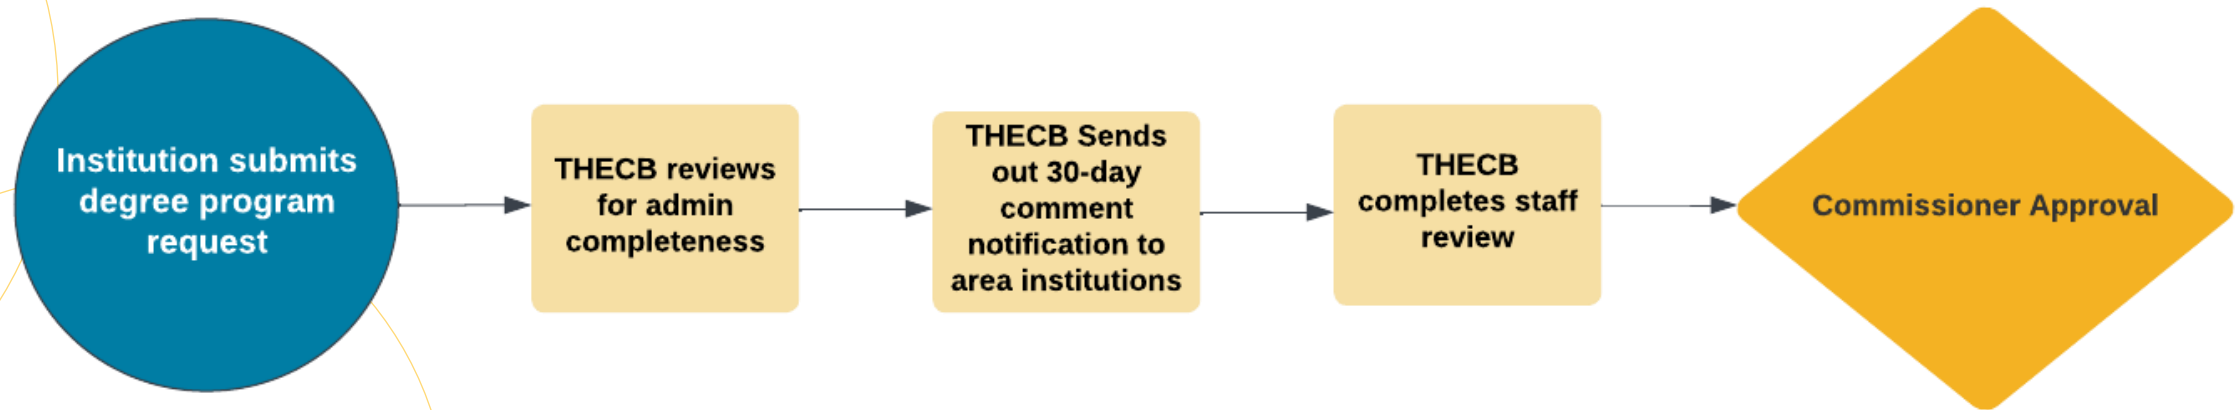 Institution submits
degree program
request
THECB reviews
for admin
completeness
THECB Sends
out 30-day
comment
notification to
area institutions
THECB
completes staff
review
Commissioner Approval